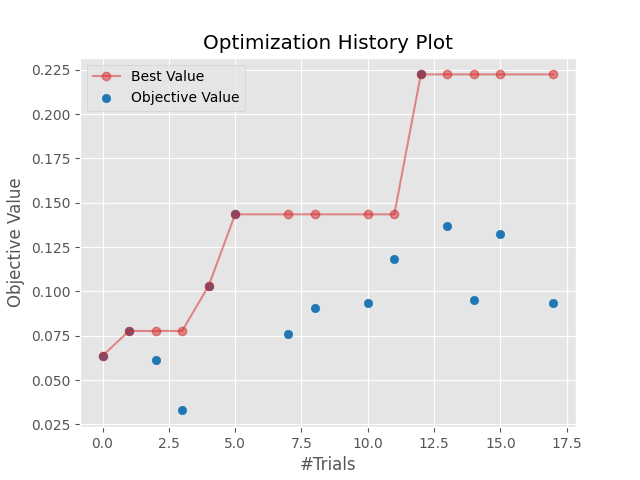 Optimization History Plot
Best Value
Objective Value
0.225
0.200
0.175
0.150
0.125
0.100
0.075
0.050
0.025
Objective Value
0.0 2.5 5.0 7.5 10.0 12.5 15.0 17.5
#Trials